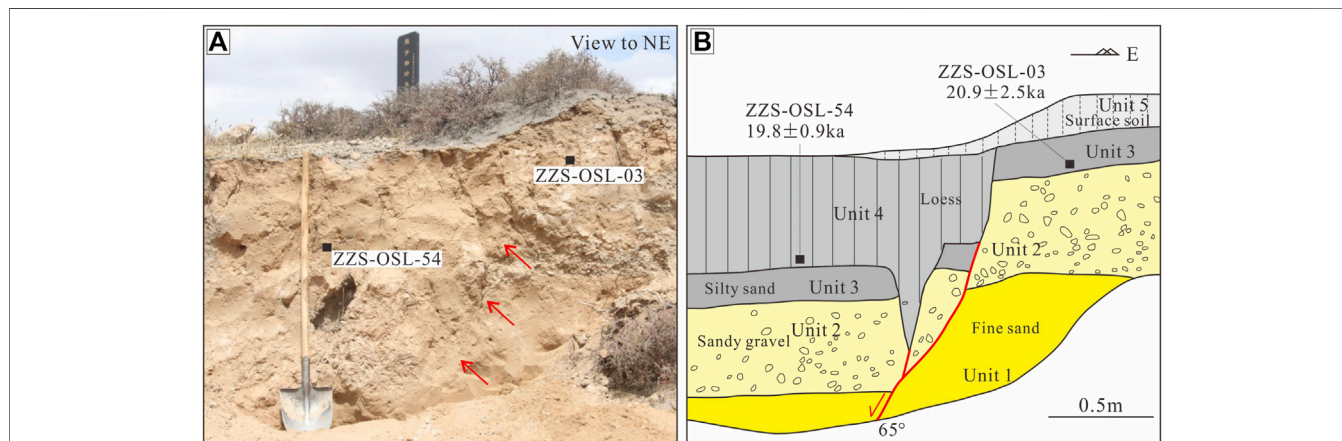 A
View to NE
ZZS-OSL-03
ZZS-OSL-54
B
E
ZZS-OSL-03
20.9±2.5ka
ZZS-OSL-54
19.8±0.9ka
Unit 5
Surface soil
Unit 3
Loess
Unit 4
Unit 2
Silty sand
Unit 3
Fine sand
Unit 2
Sandy gravel
Unit 1
0.5m
65°